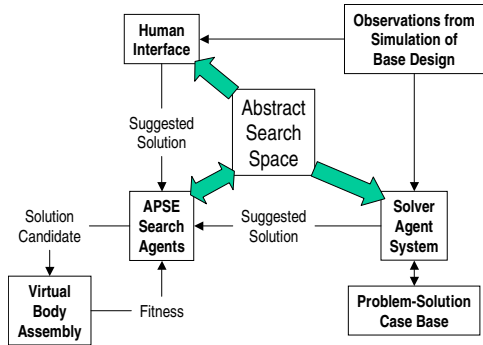 Human
Interface
Observations from
Simulation of
Base Design
Abstract
Search
Space
Suggested
Solution
APSE
Search
Agents
Solution
Candidate
Suggested
Solution
Solver
Agent
System
Virtual
Body
Assembly
Fitness
Problem-Solution
Case Base